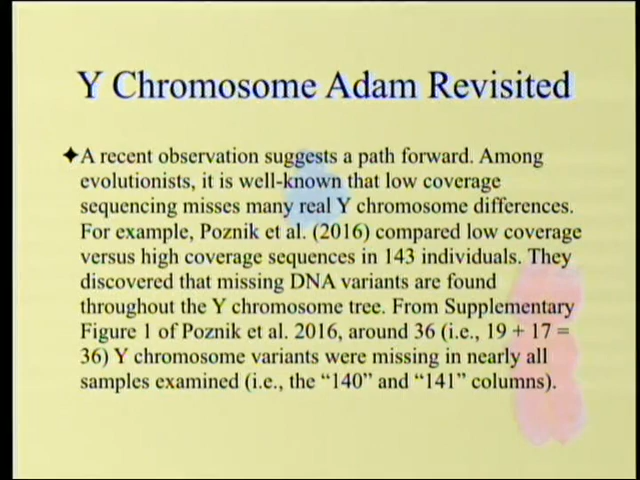 Y Chromosome Adam Revisited
✦A recent observation suggests a path forward. Among
evolutionists, it is well-known that low coverage
sequencing misses many real Y chromosome differences.
For example, Poznik et al. (2016) compared low coverage
versus high coverage sequences in 143 individuals. They
discovered that missing DNA variants are found
throughout the Y chromosome tree. From Supplementary
Figure 1 of Poznik et al. 2016, around 36 (i.e., 19 + 17 =
36) Y chromosome variants were missing in nearly all
samples examined (i.e., the “140” and “141” columns).